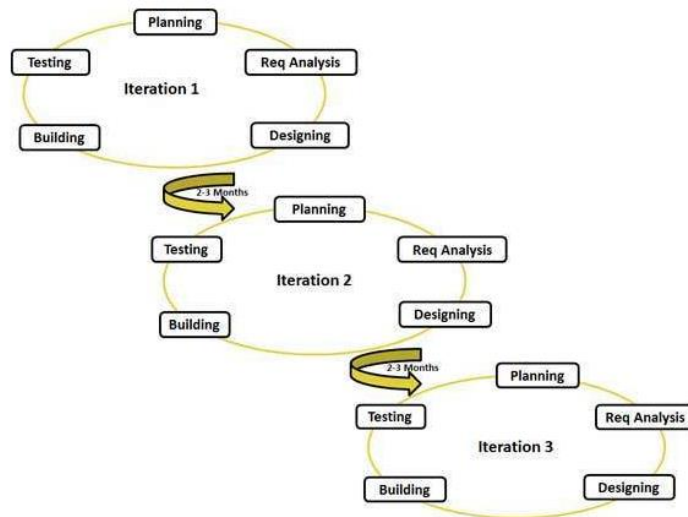 Planning
Testing
Req Analysis
Iteration 1
Building
Designing
2-3 Months
Planning
Testing
Req Analysis
Iteration 2
Building
Designing
2-3 Months
Planning
Testing
Req Analysis
Iteration 3
Building
Designing